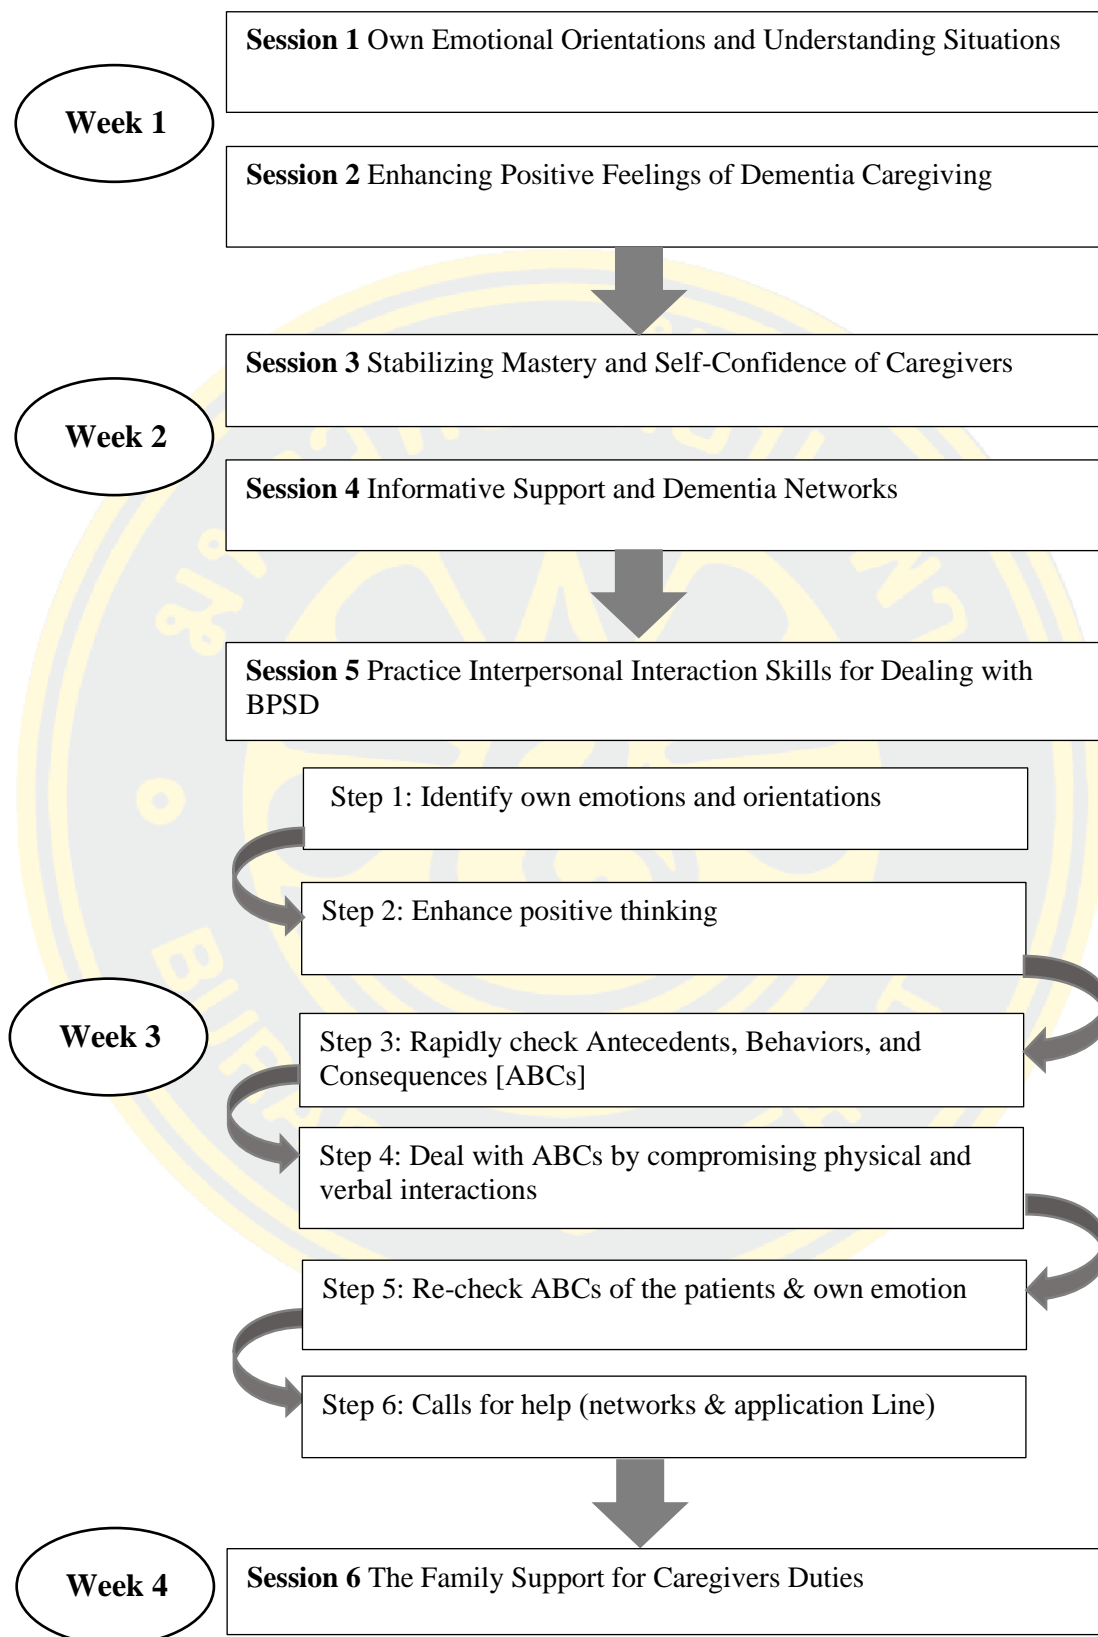 Session 1 Own Emotional Orientations and Understanding Situations
Week 1
Session 2 Enhancing Positive Feelings of Dementia Caregiving
Session 3 Stabilizing Mastery and Self-Confidence of Caregivers
Week 2
Session 4 Informative Support and Dementia Networks
Session 5 Practice Interpersonal Interaction Skills for Dealing with
BPSD
Step 1: Identify own emotions and orientations
Step 2: Enhance positive thinking
Week 3
Step 3: Rapidly check Antecedents, Behaviors, and
Consequences [ABCs]
Step 4: Deal with ABCs by compromising physical and
verbal interactions
Step 5: Re-check ABCs of the patients & own emotion
Step 6: Calls for help (networks & application Line)
Week 4
Session 6 The Family Support for Caregivers Duties